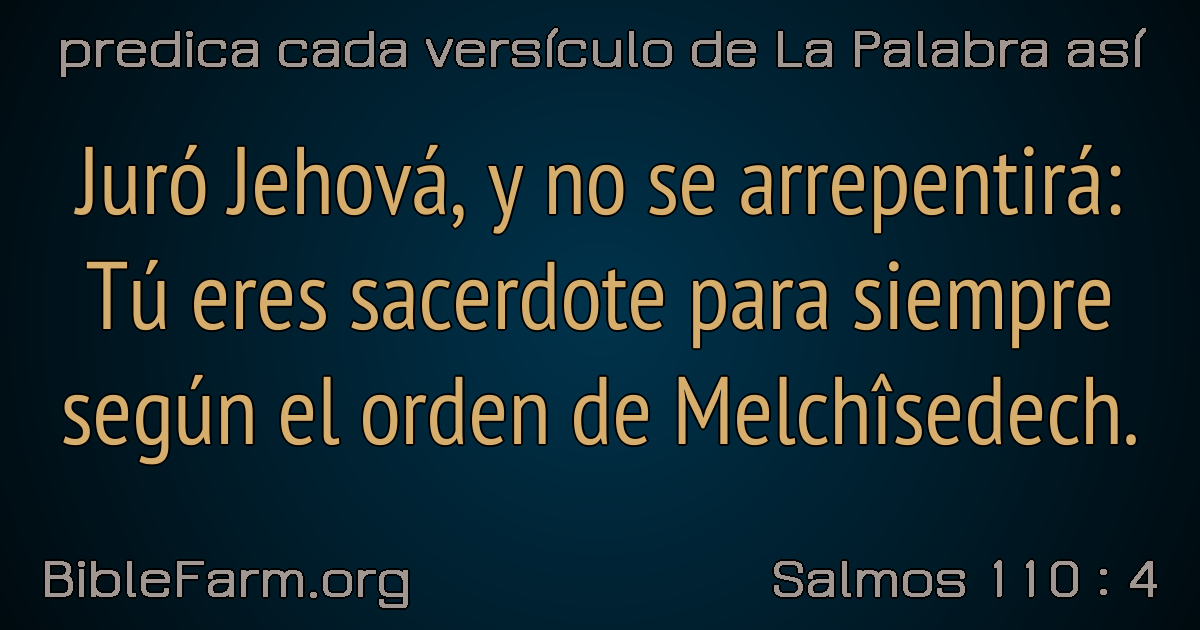 predica cada versículo de La Palabra así
Juró Jehová, y no se arrepentirá:
Tú eres sacerdote para siempre
según el orden de Melchîsedech.
BibleFarm.org
Salmos 110 : 4